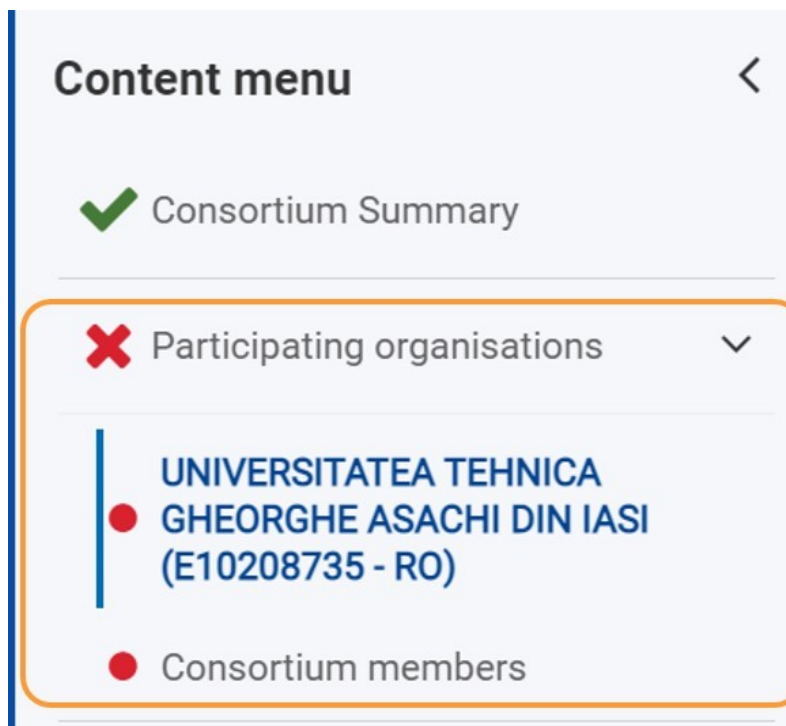 Content menu
Consortium Summary
Participating organisations
UNIVERSITATEA TEHNICA
GHEORGHE ASACHI DIN IASI
(E10208735 - RO)
Consortium members